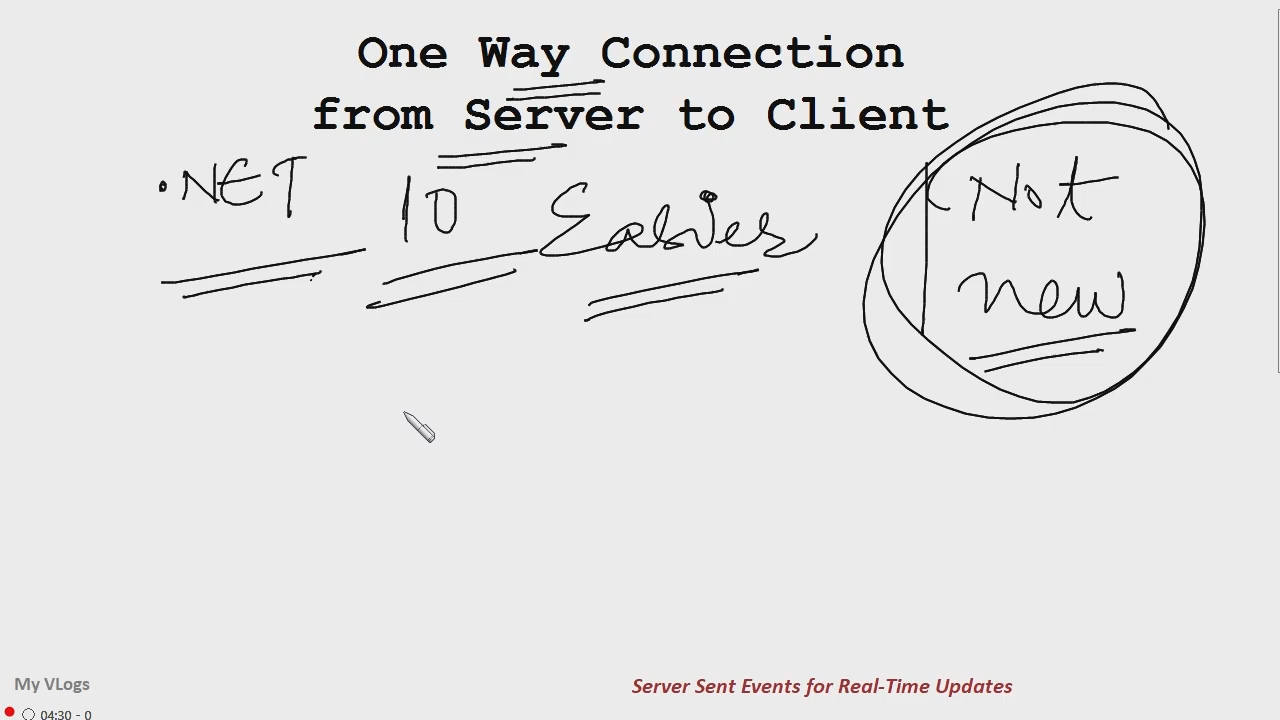 One Way Connection
from Server to Client
.NET 10 Easier
Not
new
My VLogs
Server Sent Events for Real-Time Updates
04:30 - 0